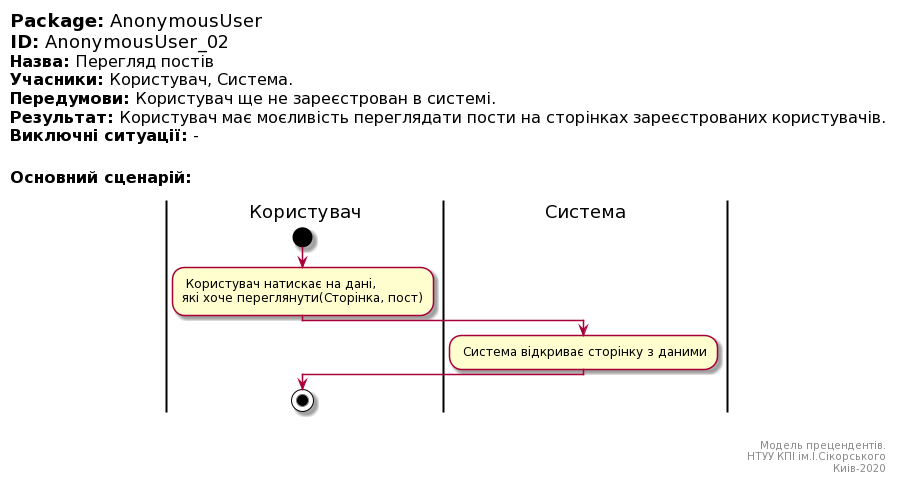 Package: AnonymousUser
ID: AnonymousUser_02
Назва: Перегляд постів
Учасники: Користувач, Система.
Передумови: Користувач ще не зареєстрован в системі.
Результат: Користувач має моєливість переглядати пости на сторінках зареєстрованих користувачів.
Виключні ситуації: -
Основний сценарій:
Користувач
Система
Користувач натискає на дані,
які хоче переглянути(Сторінка, пост)
Система відкриває сторінку з даними
Модель прецендентів.
НТУУ КПІ ім.І.Сікорського
Киів-2020